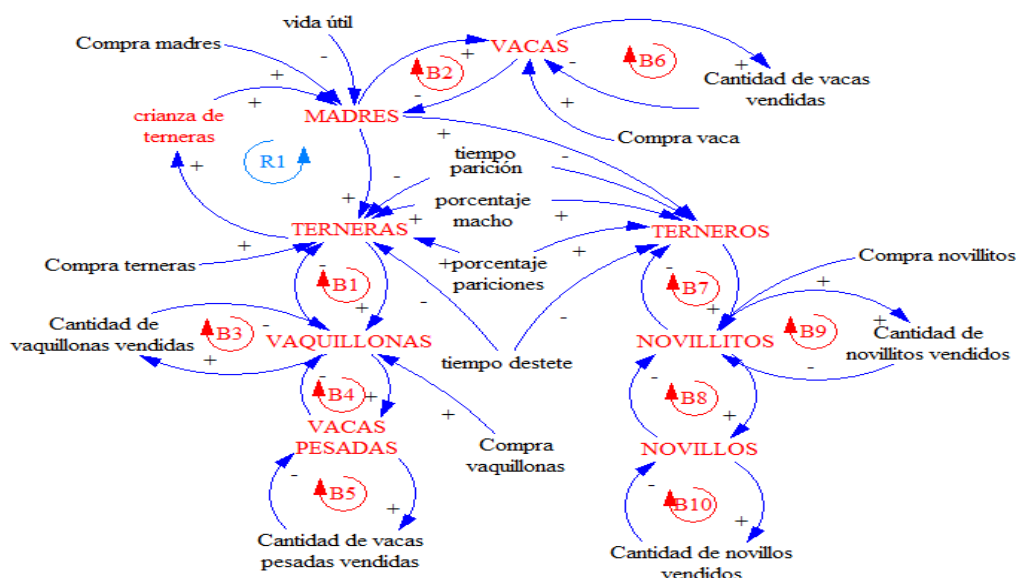 vida útil
Compra madres
VACAS
B2
B6
Cantidad de vacas
vendidas
crianza de
terneras
MADRES
Compra vaca
R1
tiempo
parición
porcentaje
macho
TERNERAS
TERNEROS
Compra terneras
porcentaje
pariciones
Compra novillitos
B1
B7
Cantidad de
vaquillonas vendidas
B3
VAQUILLONAS
tiempo destete
NOVILLITOS
B9
Cantidad de
novillitos vendidos
B4
B8
VACAS
PESADAS
Compra
vaquillonas
NOVILLOS
B5
B10
Cantidad de vacas
pesadas vendidas
Cantidad de novillos
vendidos